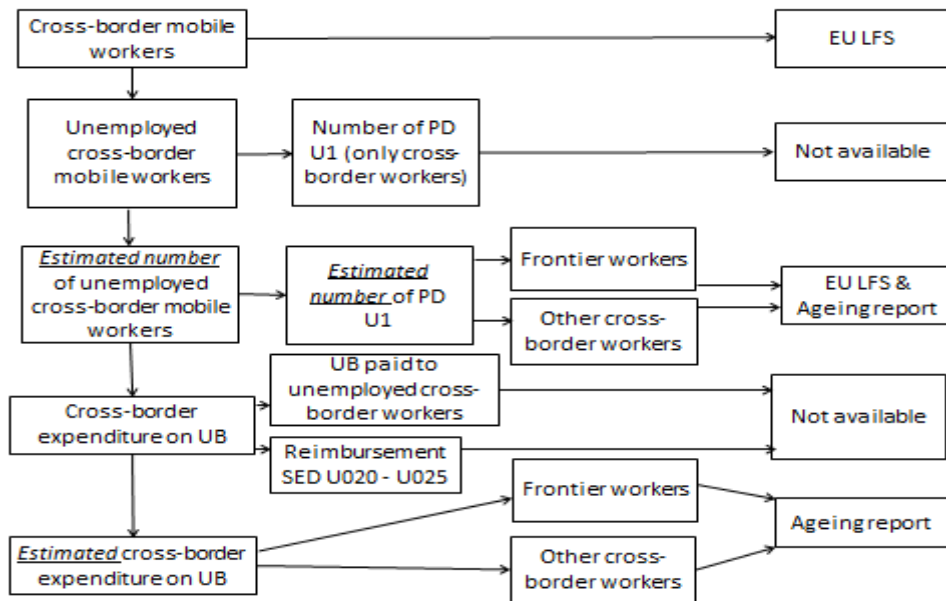 Cross-border mobile
workers
EU LFS
Unemployed
cross-border
mobile workers
Number of PD
U1 (only cross-
border workers)
Not available
Estimated number
of unemployed
cross-border mobile
workers
Estimated
number of PD
U1
Frontier workers
Other cross-
border workers
EU LFS &
Ageing report
Cross-border
expenditure on UB
UB paid to
unemployed cross-
border workers
Reimbursement
SED U020 - U025
Not available
Estimated cross-border
expenditure on UB
Frontier workers
Other cross-
border workers
Ageing report